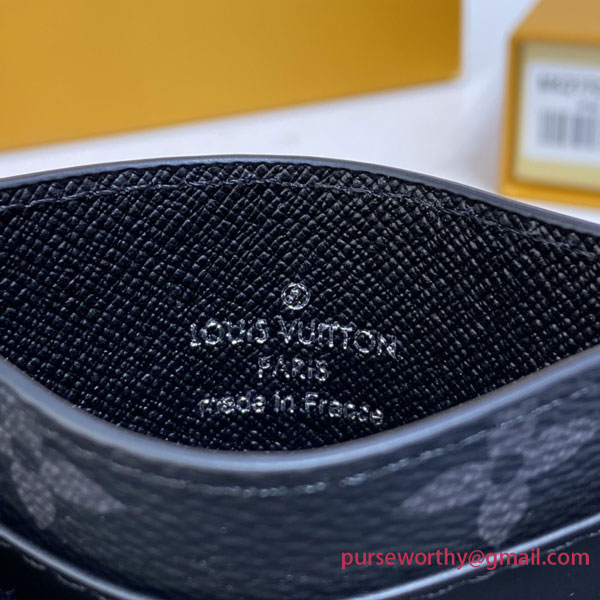 LOUIS VUITTON
PARIS
made in France
purseworthy@gmail.com